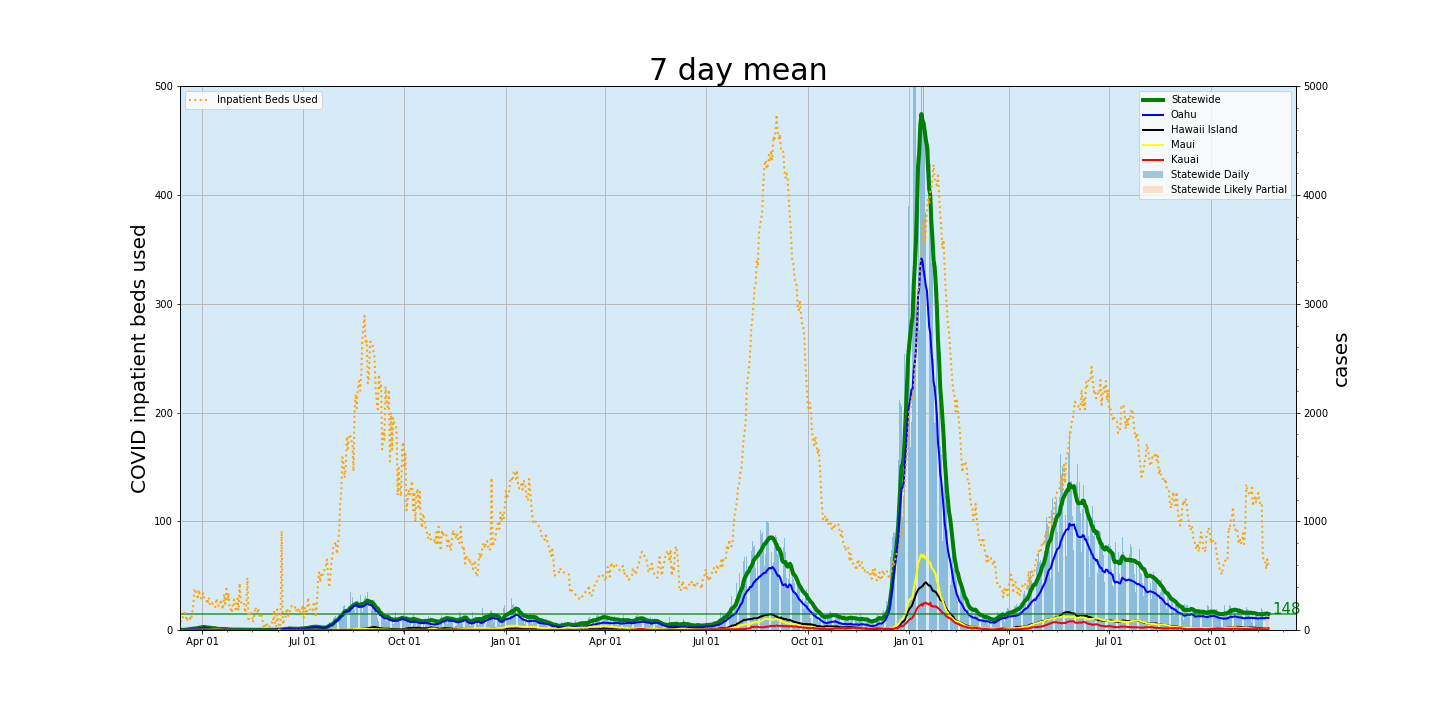 7 day mean
500
400
300
200
100
0
COVID inpatient beds used
Inpatient Beds Used
Statewide
Oahu
Hawaii Island
Maui
Kauai
Statewide Daily
Statewide Likely Partial
5000
4000
3000
2000
1000
0
cases
148
Apr 01 Jul 01 Oct 01 Jan 01 Apr 01 Jul 01 Oct 01 Jan 01 Apr 01 Jul 01 Oct 01